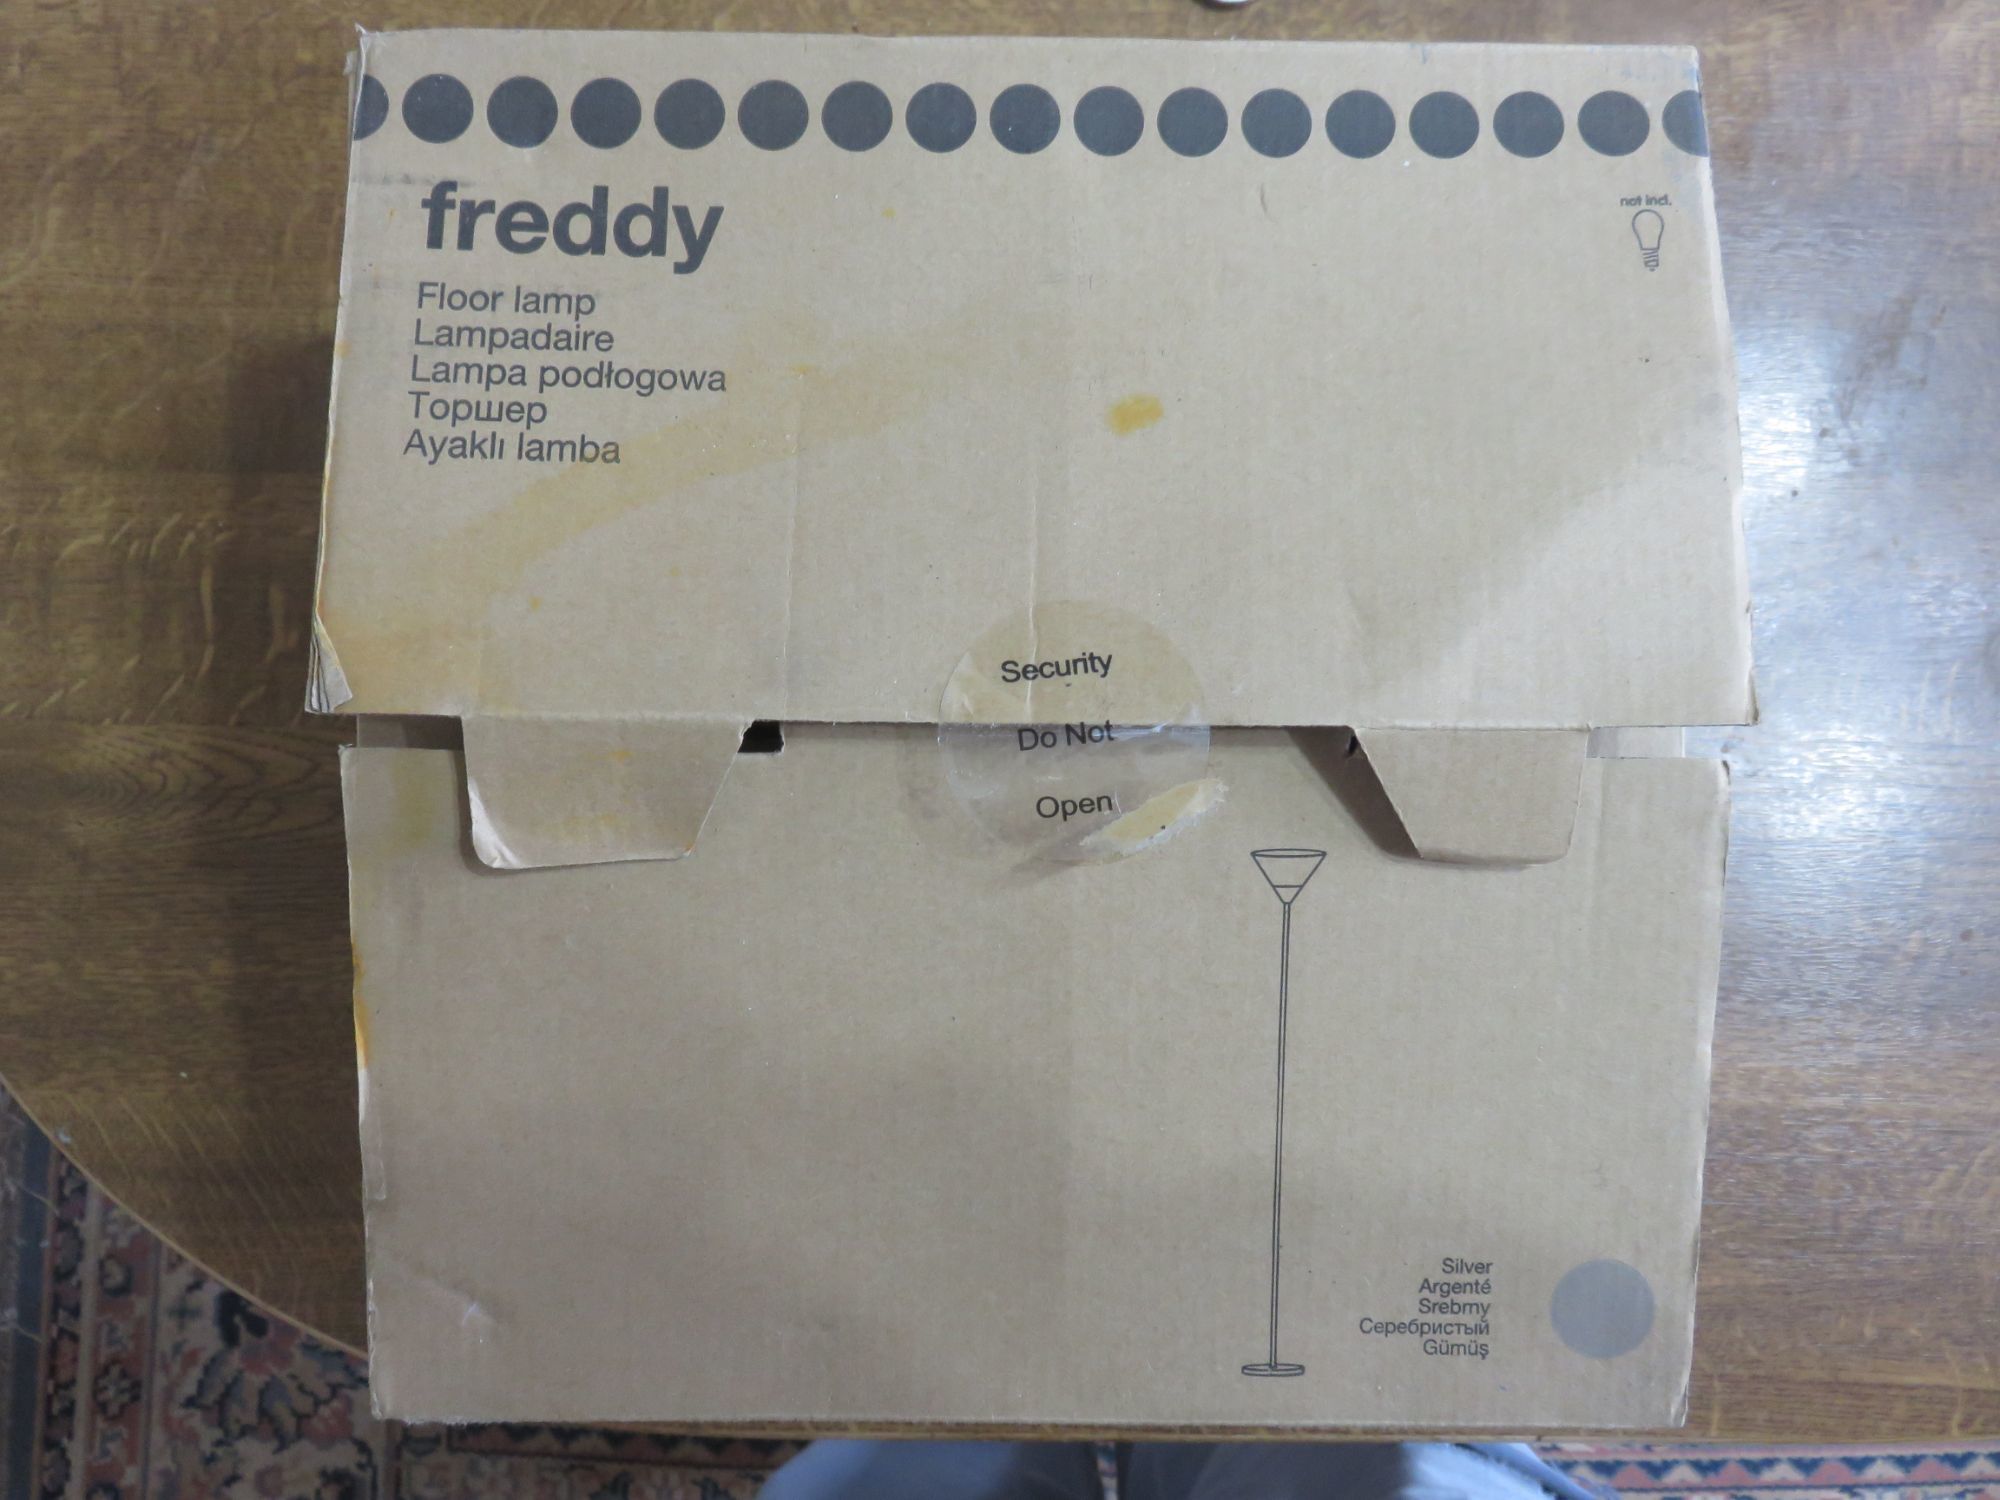 freddy
not incl.
Floor lamp
Lampadaire
Lampa podłogowa
Торшер
Ayaklı lamba
Security
Do Not
Open
Silver
Argenté
Srebrny
Серебристый
Gümüş